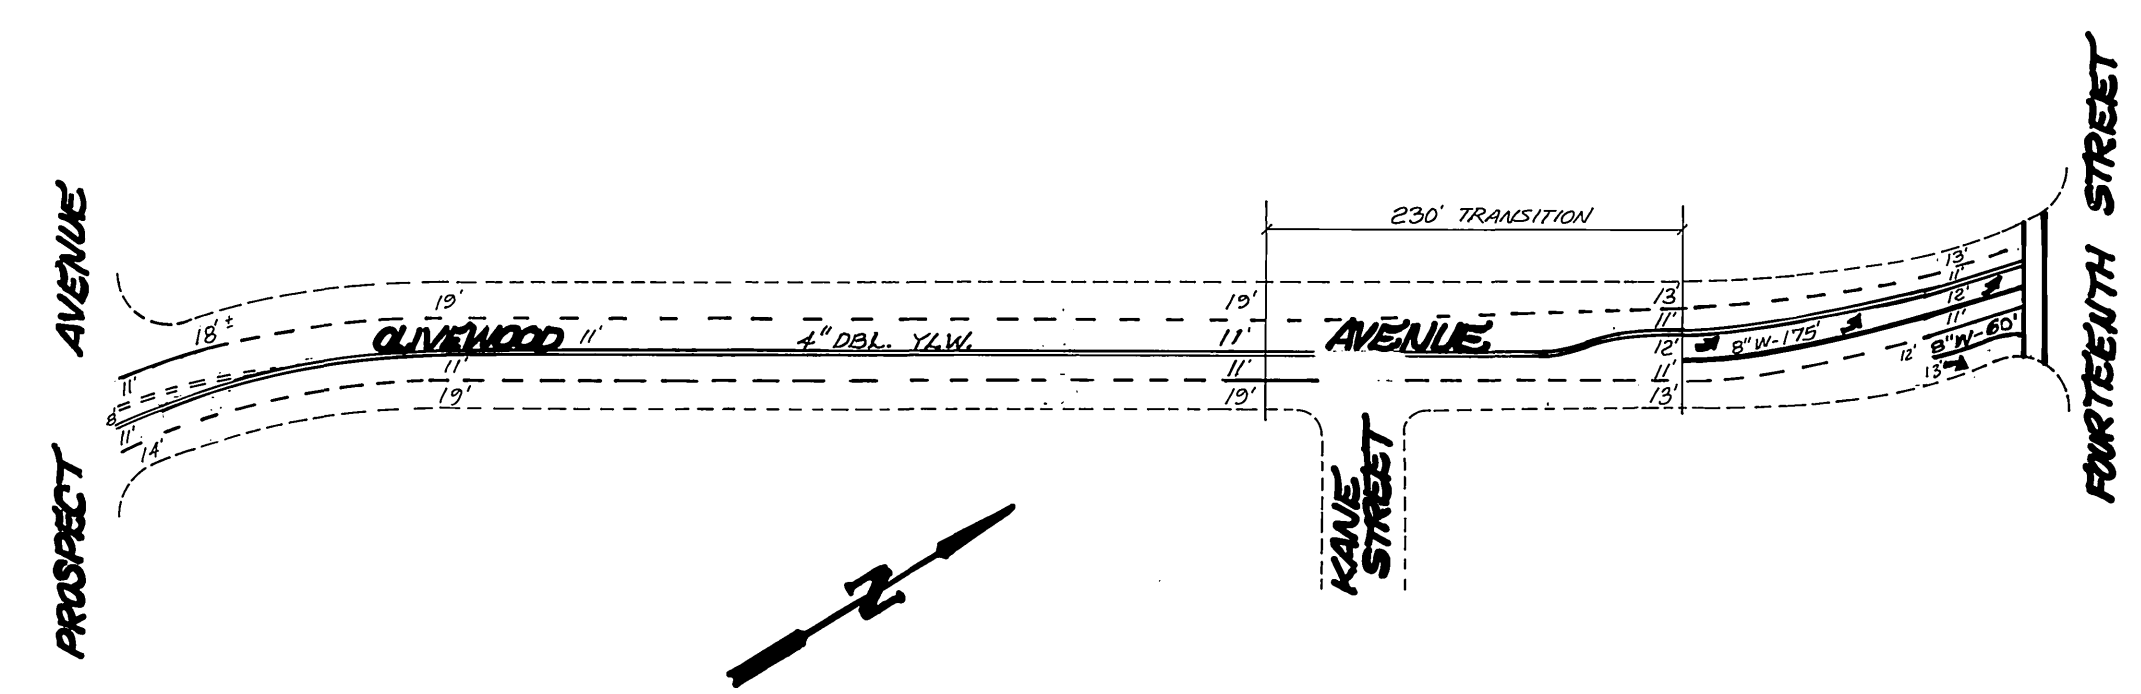 PROSPECT AVENUE
18'±
11'
8'
11'
14'
19'
OLIVEWOOD
11'
11'
19'
4" DBL. YLW.
230' TRANSITION
19'
11'
11'
19'
AVENUE
13'
11'
12'
11'
13'
8"W-175'
13'
11'
12'
11'
12'
8"W-60'
13'
KANE
STREET
FOURTEENTH STREET
N